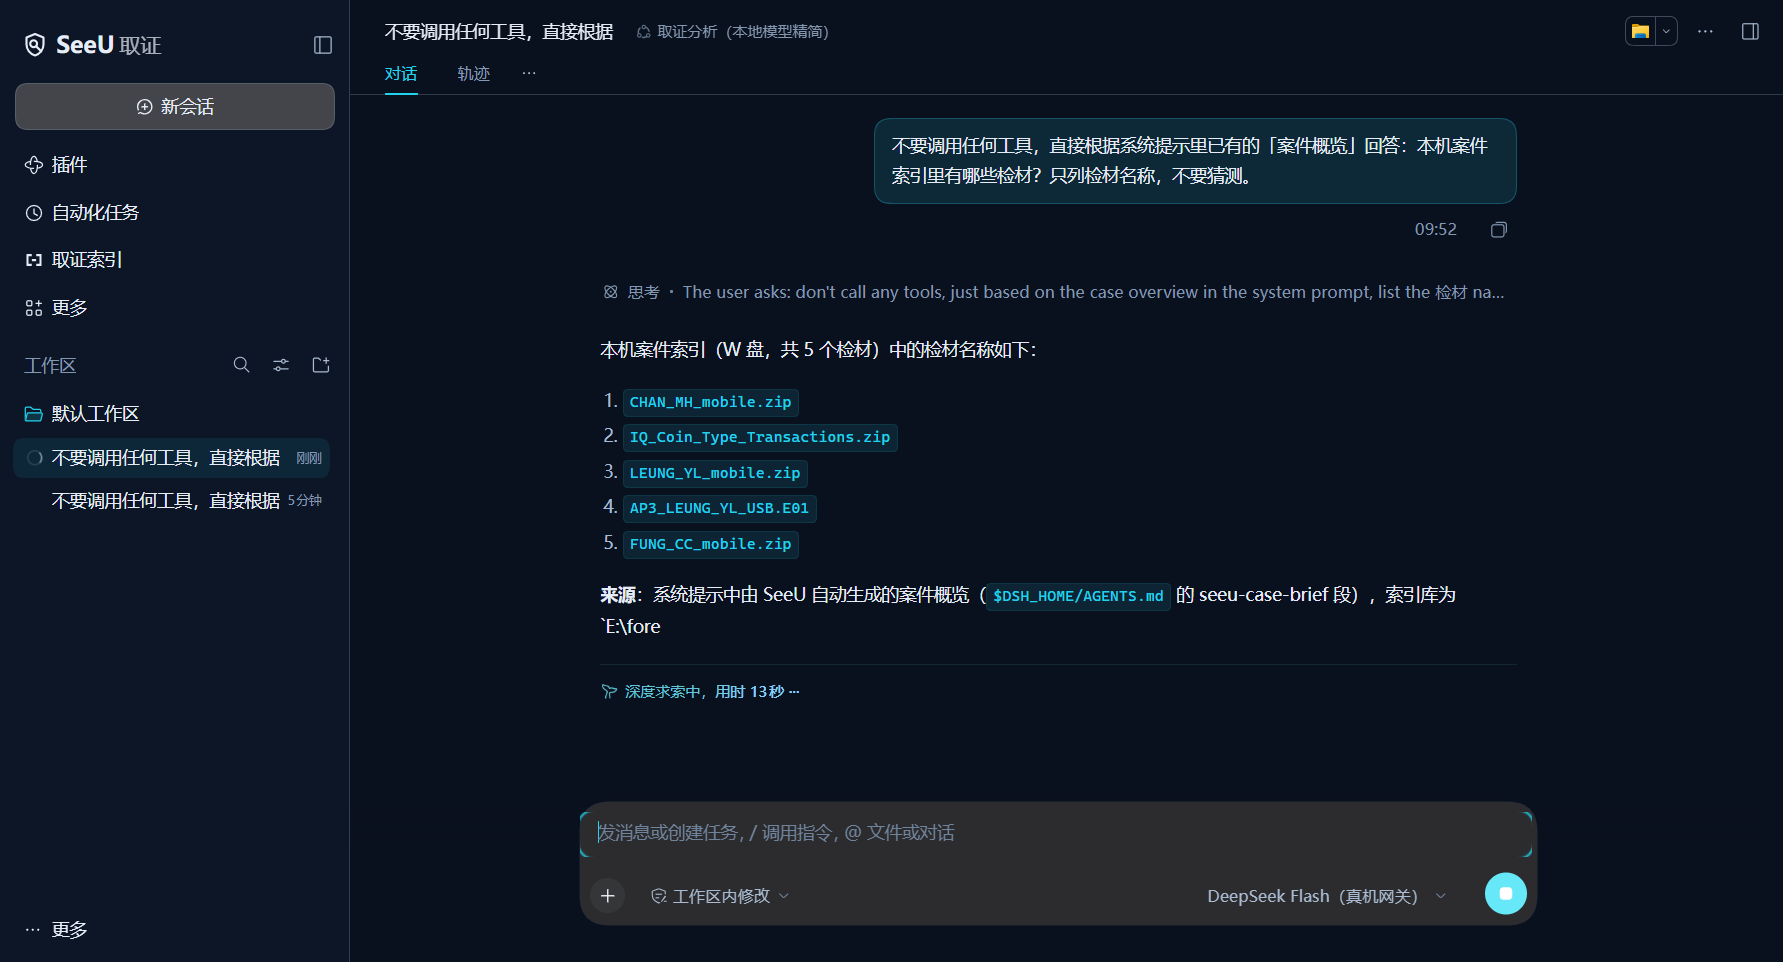 SeeU 取证
新会话
插件
自动化任务
取证索引
更多
工作区
默认工作区
不要调用任何工具，直接根据 刚刚
不要调用任何工具，直接根据 5分钟
··· 更多
不要调用任何工具，直接根据 取证分析（本地模型精简）
对话 轨迹 ···
不要调用任何工具，直接根据系统提示里已有的「案件概览」回答：本机案件
索引里有哪些检材？只列检材名称，不要猜测。
09:52
思考 · The user asks: don't call any tools, just based on the case overview in the system prompt, list the 检材 na...
本机案件索引（W 盘，共 5 个检材）中的检材名称如下：
1. CHAN_MH_mobile.zip
2. IQ_Coin_Type_Transactions.zip
3. LEUNG_YL_mobile.zip
4. AP3_LEUNG_YL_USB.E01
5. FUNG_CC_mobile.zip
来源：系统提示中由 SeeU 自动生成的案件概览（$DSH_HOME/AGENTS.md 的 seeu-case-brief 段），索引库为
`E:\fore
深度求索中，用时 13秒 ···
发消息或创建任务, / 调用指令, @ 文件或对话
+ 工作区内修改 DeepSeek Flash（真机网关）